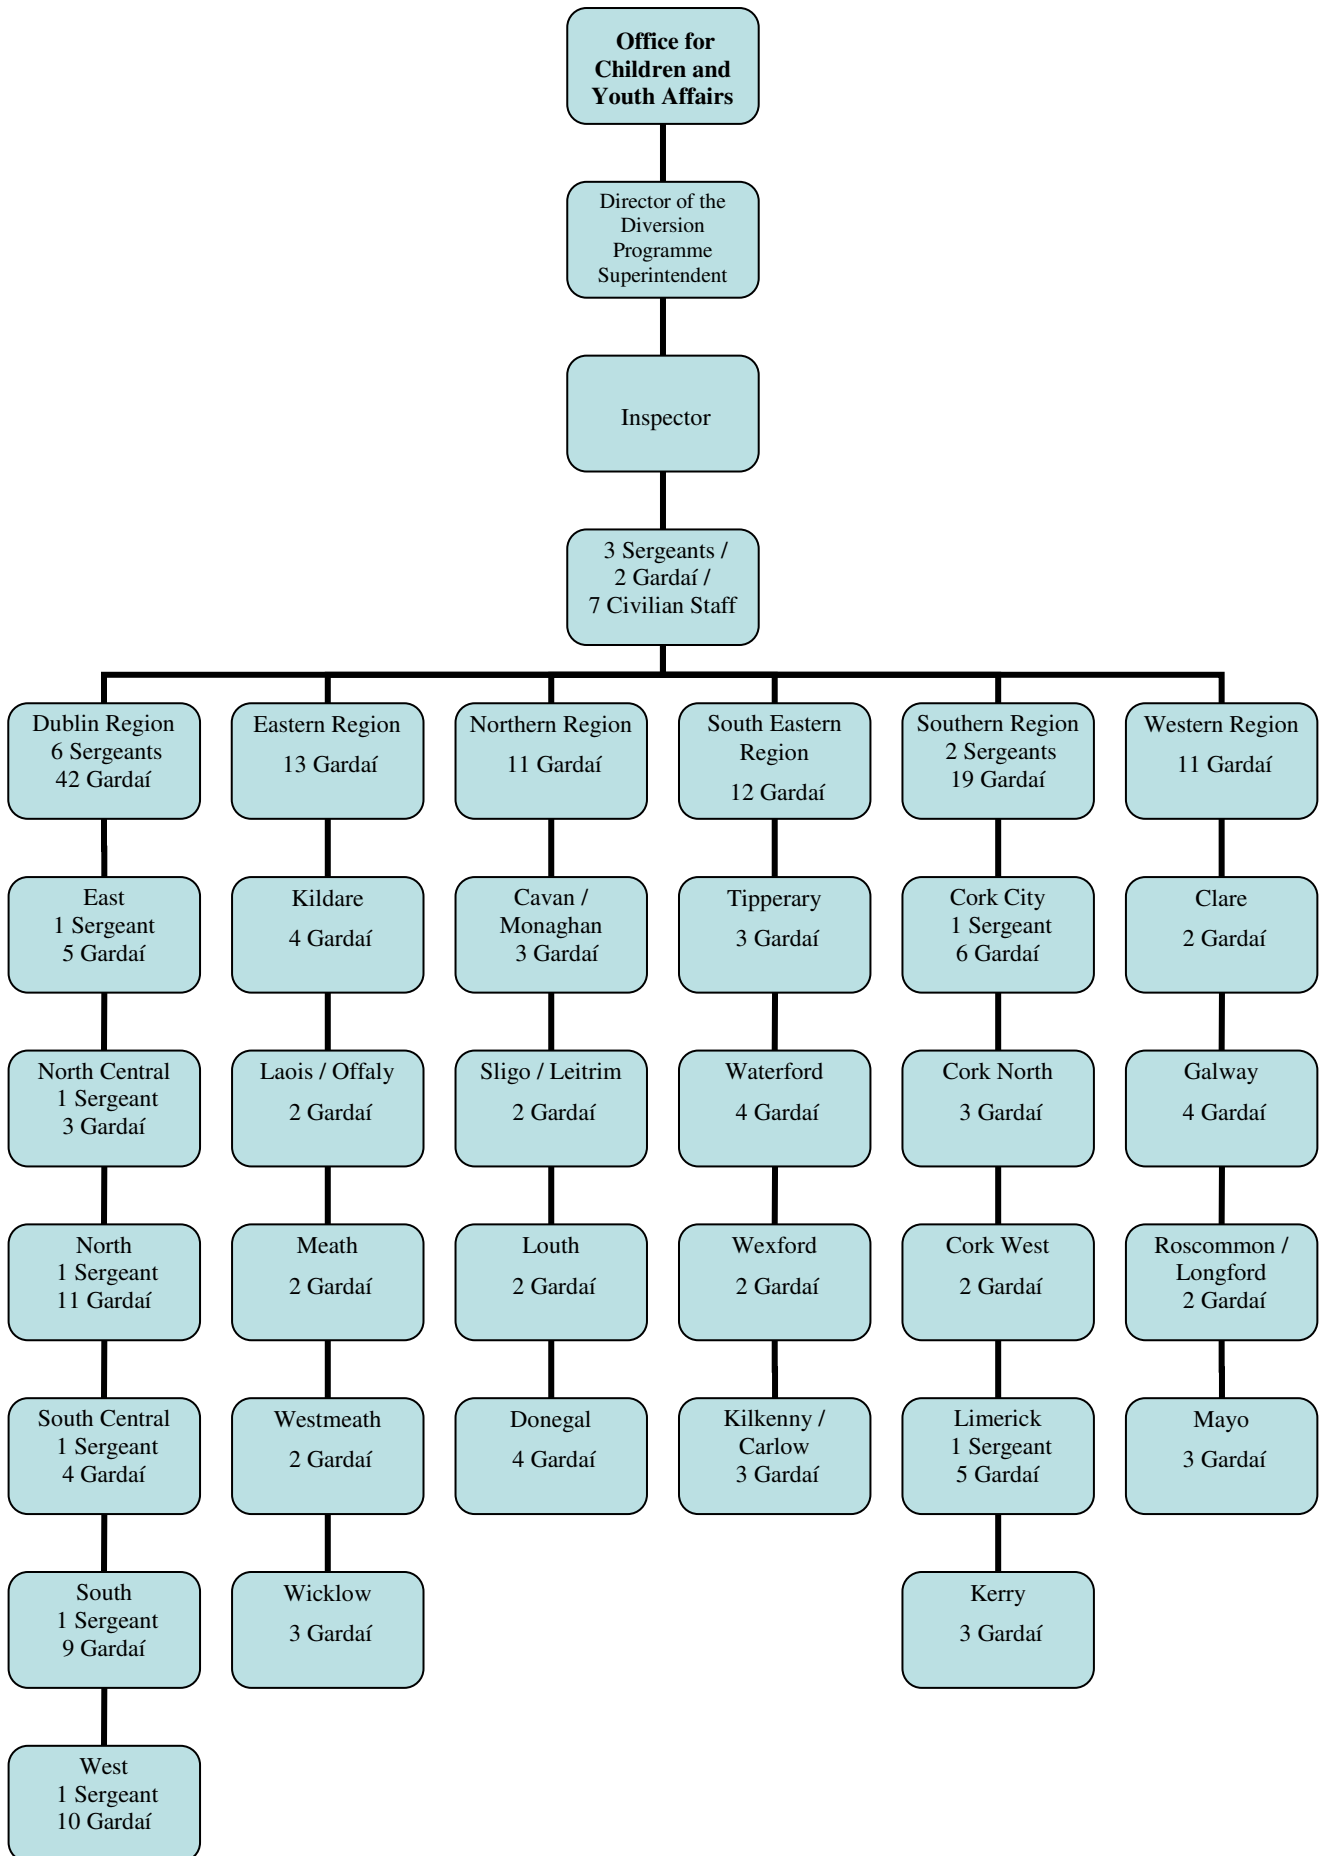 Office for
Children and
Youth Affairs
Director of the
Diversion
Programme
Superintendent
Inspector
3 Sergeants /
2 Gardaí /
7 Civilian Staff
Dublin Region
6 Sergeants
42 Gardaí
Eastern Region
13 Gardaí
Northern Region
11 Gardaí
South Eastern
Region
12 Gardaí
Southern Region
2 Sergeants
19 Gardaí
Western Region
11 Gardaí
East
1 Sergeant
5 Gardaí
Kildare
4 Gardaí
Cavan /
Monaghan
3 Gardaí
Tipperary
3 Gardaí
Cork City
1 Sergeant
6 Gardaí
Clare
2 Gardaí
North Central
1 Sergeant
3 Gardaí
Laois / Offaly
2 Gardaí
Sligo / Leitrim
2 Gardaí
Waterford
4 Gardaí
Cork North
3 Gardaí
Galway
4 Gardaí
North
1 Sergeant
11 Gardaí
Meath
2 Gardaí
Louth
2 Gardaí
Wexford
2 Gardaí
Cork West
2 Gardaí
Roscommon /
Longford
2 Gardaí
South Central
1 Sergeant
4 Gardaí
Westmeath
2 Gardaí
Donegal
4 Gardaí
Kilkenny /
Carlow
3 Gardaí
Limerick
1 Sergeant
5 Gardaí
Mayo
3 Gardaí
South
1 Sergeant
9 Gardaí
Wicklow
3 Gardaí
Kerry
3 Gardaí
West
1 Sergeant
10 Gardaí